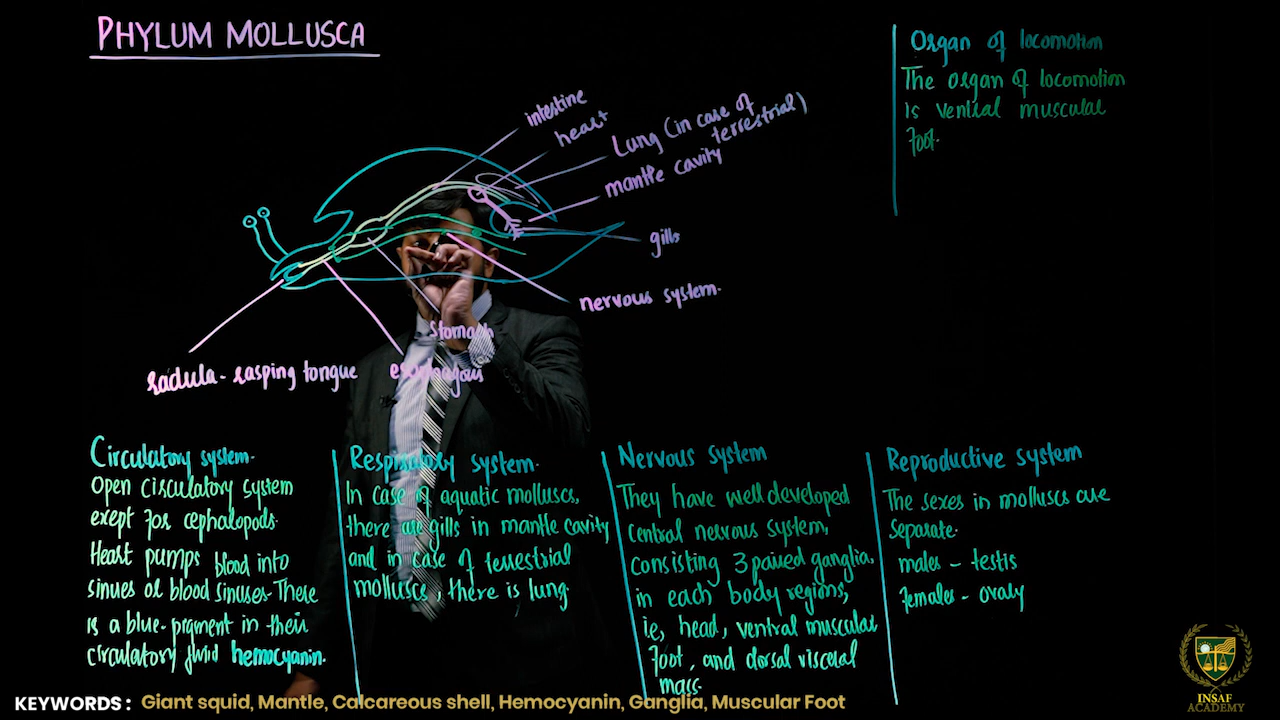 PHYLUM MOLLUSCA
Organ of locomotion
The organ of locomotion
is ventral muscular
foot.
intestine
heart
Lung (in case of
terrestrial)
mantle cavity
gills
nervous system.
stomach
radula - rasping tongue
esophagous
Circulatory system.
Open circulatory system
exept for cephalopods.
Heart pumps blood into
sinues or blood sinuses. There
is a blue-pigment in their
circulatory fluid hemocyanin.
Respiratory system.
In case of aquatic molluscs,
there are gills in mantle cavity
and in case of terrestrial
molluscs, there is lung.
Nervous system
They have well developed
central nervous system,
consisting 3 paired ganglia,
in each body regions,
ie, head, ventral muscular
foot, and dorsal visceral
mass.
Reproductive system
The sexes in molluscs are
separate.
males - testis
females - ovary
KEYWORDS : Giant squid, Mantle, Calcareous shell, Hemocyanin, Ganglia, Muscular Foot
INSAF
ACADEMY